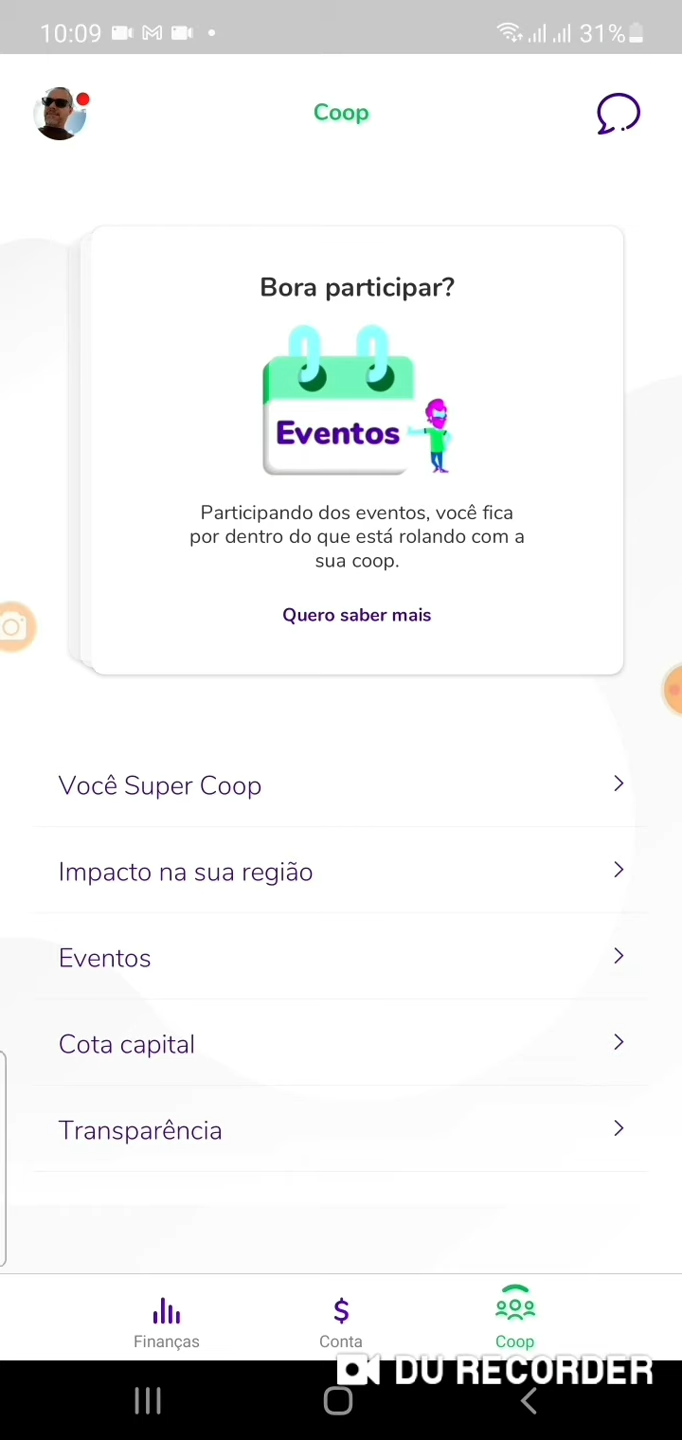 10:09
31%
Coop
Bora participar?
Eventos
Participando dos eventos, você fica
por dentro do que está rolando com a
sua coop.
Quero saber mais
Você Super Coop
Impacto na sua região
Eventos
Cota capital
Transparência
$
Finanças
Conta
Coop
DU RECORDER